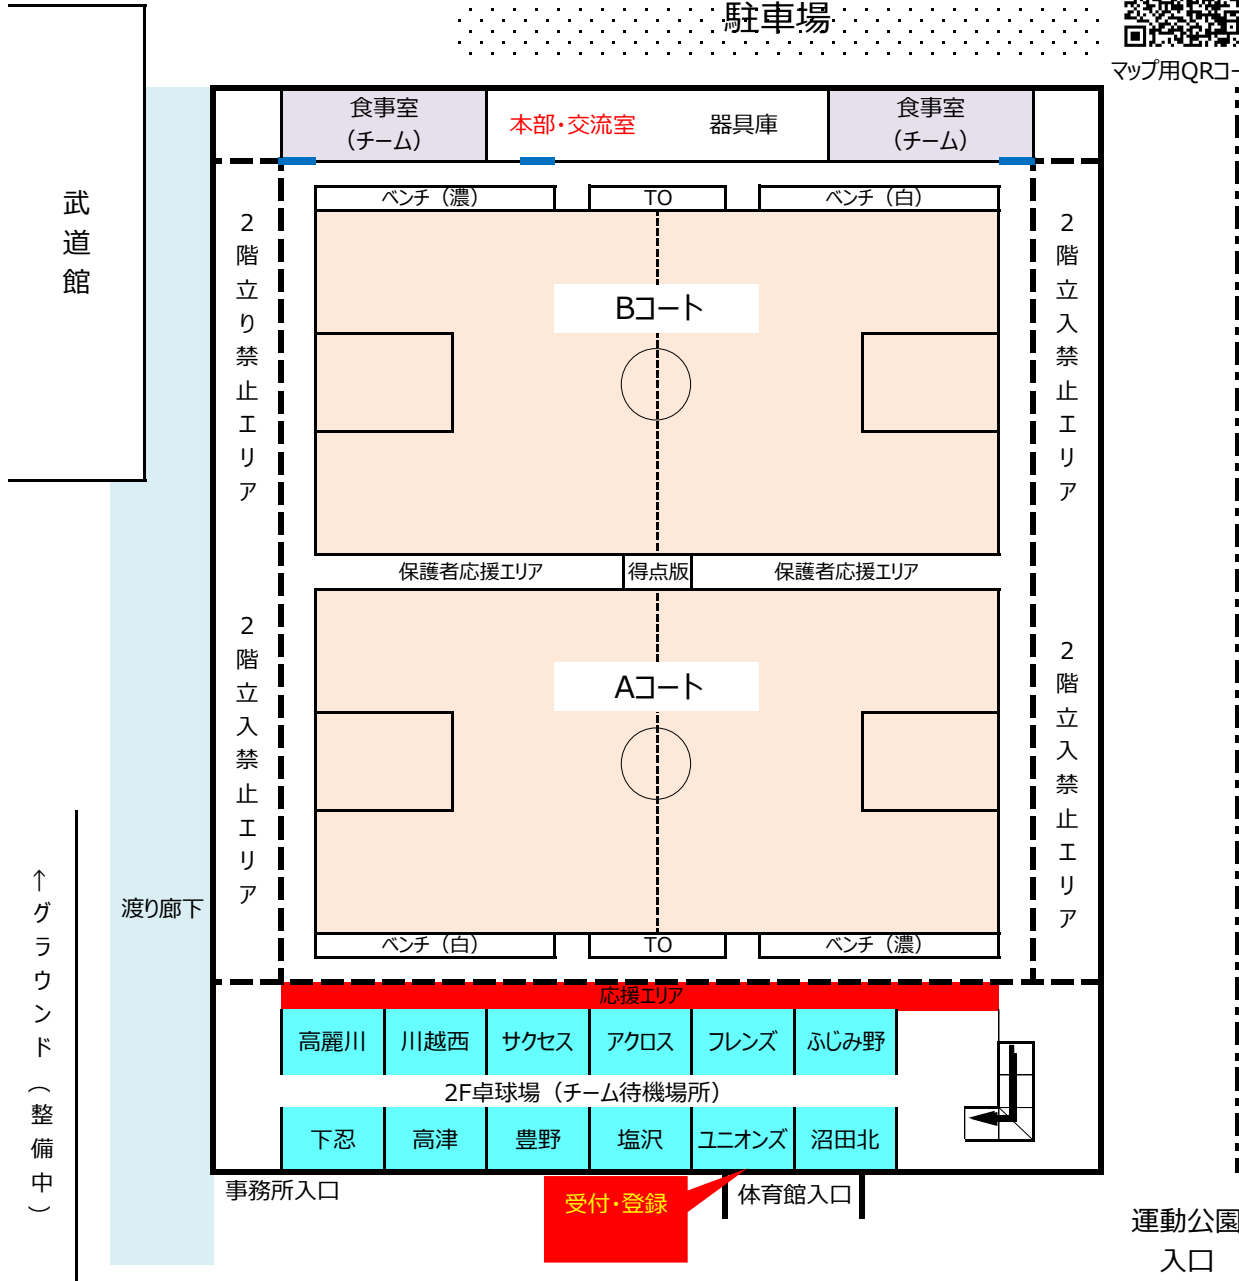 駐車場
マップ用QRコー
食事室
（チーム）
本部・交流室
器具庫
食事室
（チーム）
武道館
ベンチ（濃）
TO
ベンチ（白）
2階立り禁止エリア
2階立入禁止エリア
Bコート
保護者応援エリア
得点版
保護者応援エリア
2階立入禁止エリア
2階立入禁止エリア
Aコート
↑グラウンド（整備中）
渡り廊下
ベンチ（白）
TO
ベンチ（濃）
応援エリア
高麗川
川越西
サクセス
アクロス
フレンズ
ふじみ野
2F卓球場（チーム待機場所）
下忍
高津
豊野
塩沢
ユニオンズ
沼田北
事務所入口
受付・登録
体育館入口
運動公園
入口